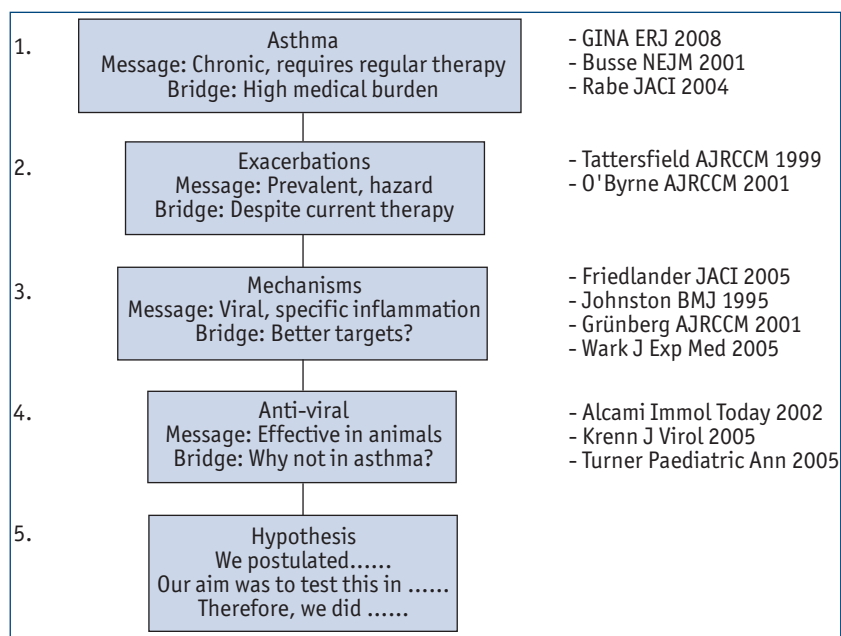 1.
Asthma
Message: Chronic, requires regular therapy
Bridge: High medical burden
- GINA ERJ 2008
- Busse NEJM 2001
- Rabe JACI 2004
2.
Exacerbations
Message: Prevalent, hazard
Bridge: Despite current therapy
- Tattersfield AJRCCM 1999
- O'Byrne AJRCCM 2001
3.
Mechanisms
Message: Viral, specific inflammation
Bridge: Better targets?
- Friedlander JACI 2005
- Johnston BMJ 1995
- Grünberg AJRCCM 2001
- Wark J Exp Med 2005
4.
Anti-viral
Message: Effective in animals
Bridge: Why not in asthma?
- Alcami Immol Today 2002
- Krenn J Virol 2005
- Turner Paediatric Ann 2005
5.
Hypothesis
We postulated......
Our aim was to test this in ......
Therefore, we did ......